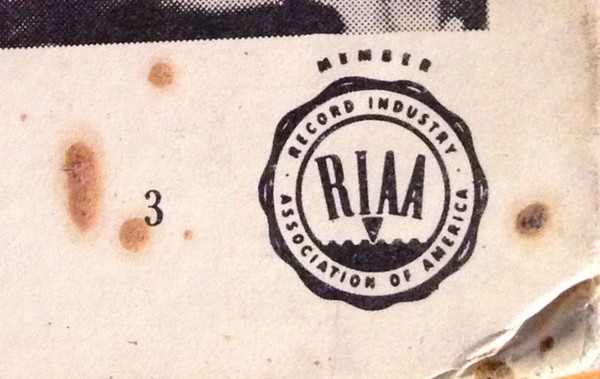 MEMBER
RECORD INDUSTRY
RIAA
ASSOCIATION OF AMERICA
3